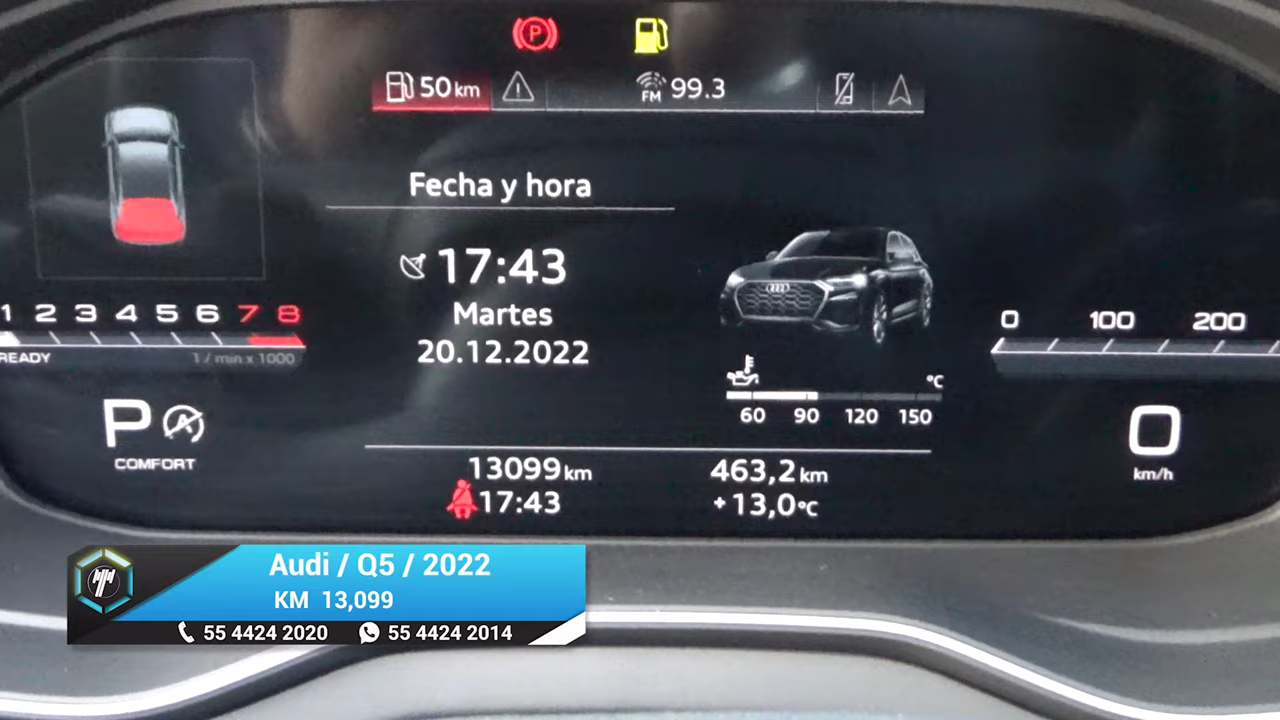 P
50 km
FM 99.3
Fecha y hora
17:43
Martes
20.12.2022
1 2 3 4 5 6 7 8
READY 1 / min x 1000
0 100 200
°C
60 90 120 150
P A
COMFORT
0
km/h
13099 km 463,2 km
17:43 +13,0 °C
Audi / Q5 / 2022
KM 13,099
55 4424 2020 55 4424 2014